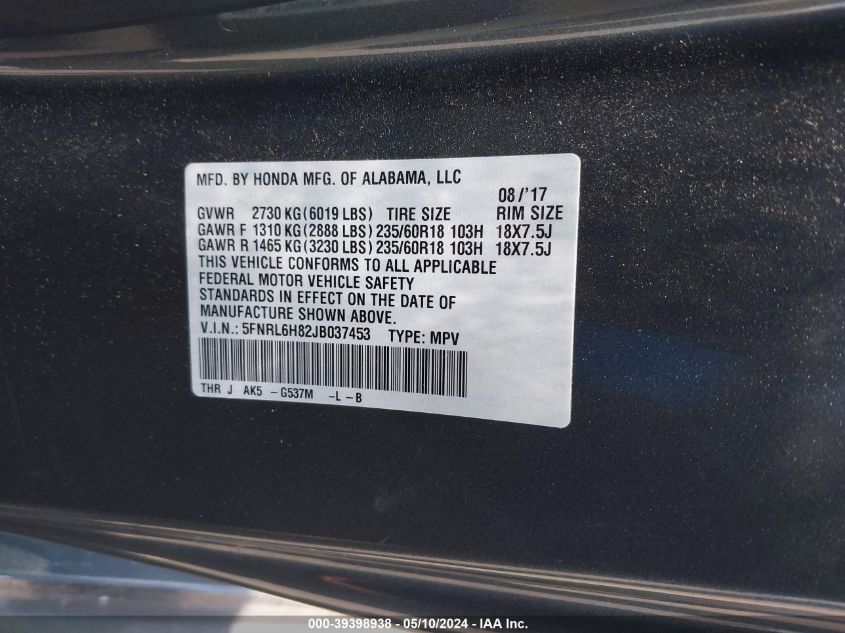 MFD. BY HONDA MFG. OF ALABAMA, LLC
08/'17
GVWR 2730 KG (6019 LBS) TIRE SIZE RIM SIZE
GAWR F 1310 KG (2888 LBS) 235/60R18 103H 18X7.5J
GAWR R 1465 KG (3230 LBS) 235/60R18 103H 18X7.5J
THIS VEHICLE CONFORMS TO ALL APPLICABLE
FEDERAL MOTOR VEHICLE SAFETY
STANDARDS IN EFFECT ON THE DATE OF
MANUFACTURE SHOWN ABOVE.
V.I.N.: 5FNRL6H82JB037453 TYPE: MPV
THR J AK5 -G537M -L-B
000-39398938 - 05/10/2024 - IAA Inc.